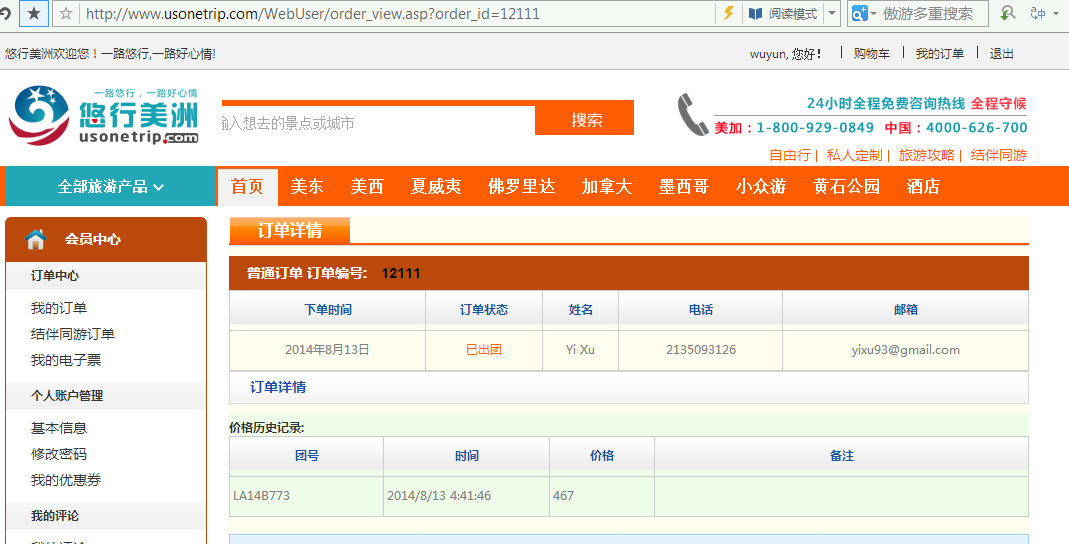 http://www.usonetrip.com/WebUser/order_view.asp?order_id=12111
阅读模式
傲游多重搜索
悠行美洲欢迎您！一路悠行,一路好心情!
wuyun, 您好！
购物车
我的订单
退出
一路悠行，一路好心情
悠行美洲
usonetrip.com
输入想去的景点或城市
搜索
24小时全程免费咨询热线 全程守候
美加：1-800-929-0849 中国：4000-626-700
自由行| 私人定制| 旅游攻略| 结伴同游
全部旅游产品
首页
美东
美西
夏威夷
佛罗里达
加拿大
墨西哥
小众游
黄石公园
酒店
会员中心
订单中心
我的订单
结伴同游订单
我的电子票
个人账户管理
基本信息
修改密码
我的优惠券
我的评论
订单详情
普通订单 订单编号: 12111
下单时间 订单状态 姓名 电话 邮箱
2014年8月13日 已出团 Yi Xu 2135093126 yixu93@gmail.com
订单详情
价格历史记录:
团号 时间 价格 备注
LA14B773 2014/8/13 4:41:46 467